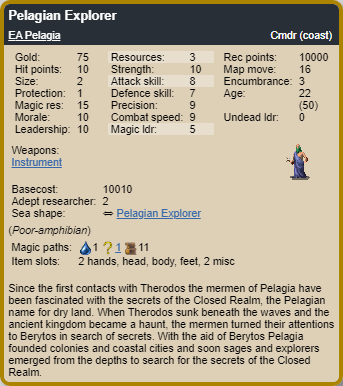 Pelagian Explorer
EA Pelagia Cmdr (coast)
Gold: 75 Resources: 3 Rec points: 10000
Hit points: 10 Strength: 10 Map move: 16
Size: 2 Attack skill: 8 Encumbrance: 3
Protection: 1 Defence skill: 7 Age: 22
Magic res: 15 Precision: 9 (50)
Morale: 10 Combat speed: 9 Undead ldr: 0
Leadership: 10 Magic ldr: 5
Weapons:
Instrument
Basecost: 10010
Adept researcher: 2
Sea shape: ⇔ Pelagian Explorer
(Poor-amphibian)
Magic paths: 1 ? 1 11
Item slots: 2 hands, head, body, feet, 2 misc
Since the first contacts with Therodos the mermen of Pelagia have
been fascinated with the secrets of the Closed Realm, the Pelagian
name for dry land. When Therodos sunk beneath the waves and the
ancient kingdom became a haunt, the mermen turned their attentions
to Berytos in search of secrets. With the aid of Berytos Pelagia
founded colonies and coastal cities and soon sages and explorers
emerged from the depths to search for the secrets of the Closed
Realm.